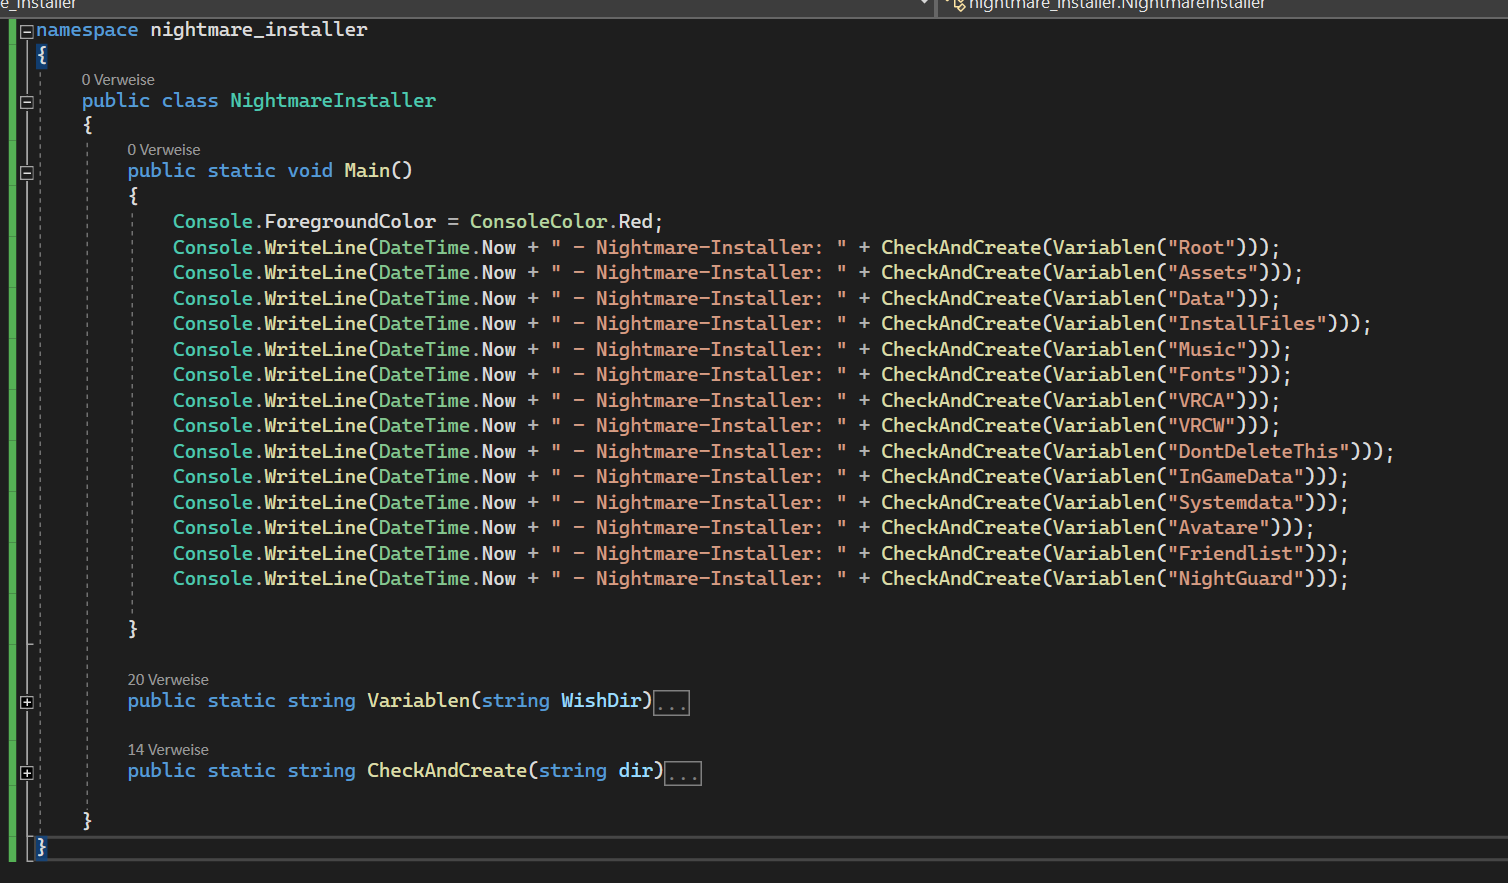 e_installer nightmare_installer.NightmareInstaller
namespace nightmare_installer
{
0 Verweise
public class NightmareInstaller
{
0 Verweise
public static void Main()
{
Console.ForegroundColor = ConsoleColor.Red;
Console.WriteLine(DateTime.Now + " - Nightmare-Installer: " + CheckAndCreate(Variablen("Root")));
Console.WriteLine(DateTime.Now + " - Nightmare-Installer: " + CheckAndCreate(Variablen("Assets")));
Console.WriteLine(DateTime.Now + " - Nightmare-Installer: " + CheckAndCreate(Variablen("Data")));
Console.WriteLine(DateTime.Now + " - Nightmare-Installer: " + CheckAndCreate(Variablen("InstallFiles")));
Console.WriteLine(DateTime.Now + " - Nightmare-Installer: " + CheckAndCreate(Variablen("Music")));
Console.WriteLine(DateTime.Now + " - Nightmare-Installer: " + CheckAndCreate(Variablen("Fonts")));
Console.WriteLine(DateTime.Now + " - Nightmare-Installer: " + CheckAndCreate(Variablen("VRCA")));
Console.WriteLine(DateTime.Now + " - Nightmare-Installer: " + CheckAndCreate(Variablen("VRCW")));
Console.WriteLine(DateTime.Now + " - Nightmare-Installer: " + CheckAndCreate(Variablen("DontDeleteThis")));
Console.WriteLine(DateTime.Now + " - Nightmare-Installer: " + CheckAndCreate(Variablen("InGameData")));
Console.WriteLine(DateTime.Now + " - Nightmare-Installer: " + CheckAndCreate(Variablen("Systemdata")));
Console.WriteLine(DateTime.Now + " - Nightmare-Installer: " + CheckAndCreate(Variablen("Avatare")));
Console.WriteLine(DateTime.Now + " - Nightmare-Installer: " + CheckAndCreate(Variablen("Friendlist")));
Console.WriteLine(DateTime.Now + " - Nightmare-Installer: " + CheckAndCreate(Variablen("NightGuard")));
}
20 Verweise
public static string Variablen(string WishDir)...
14 Verweise
public static string CheckAndCreate(string dir)...
}
}